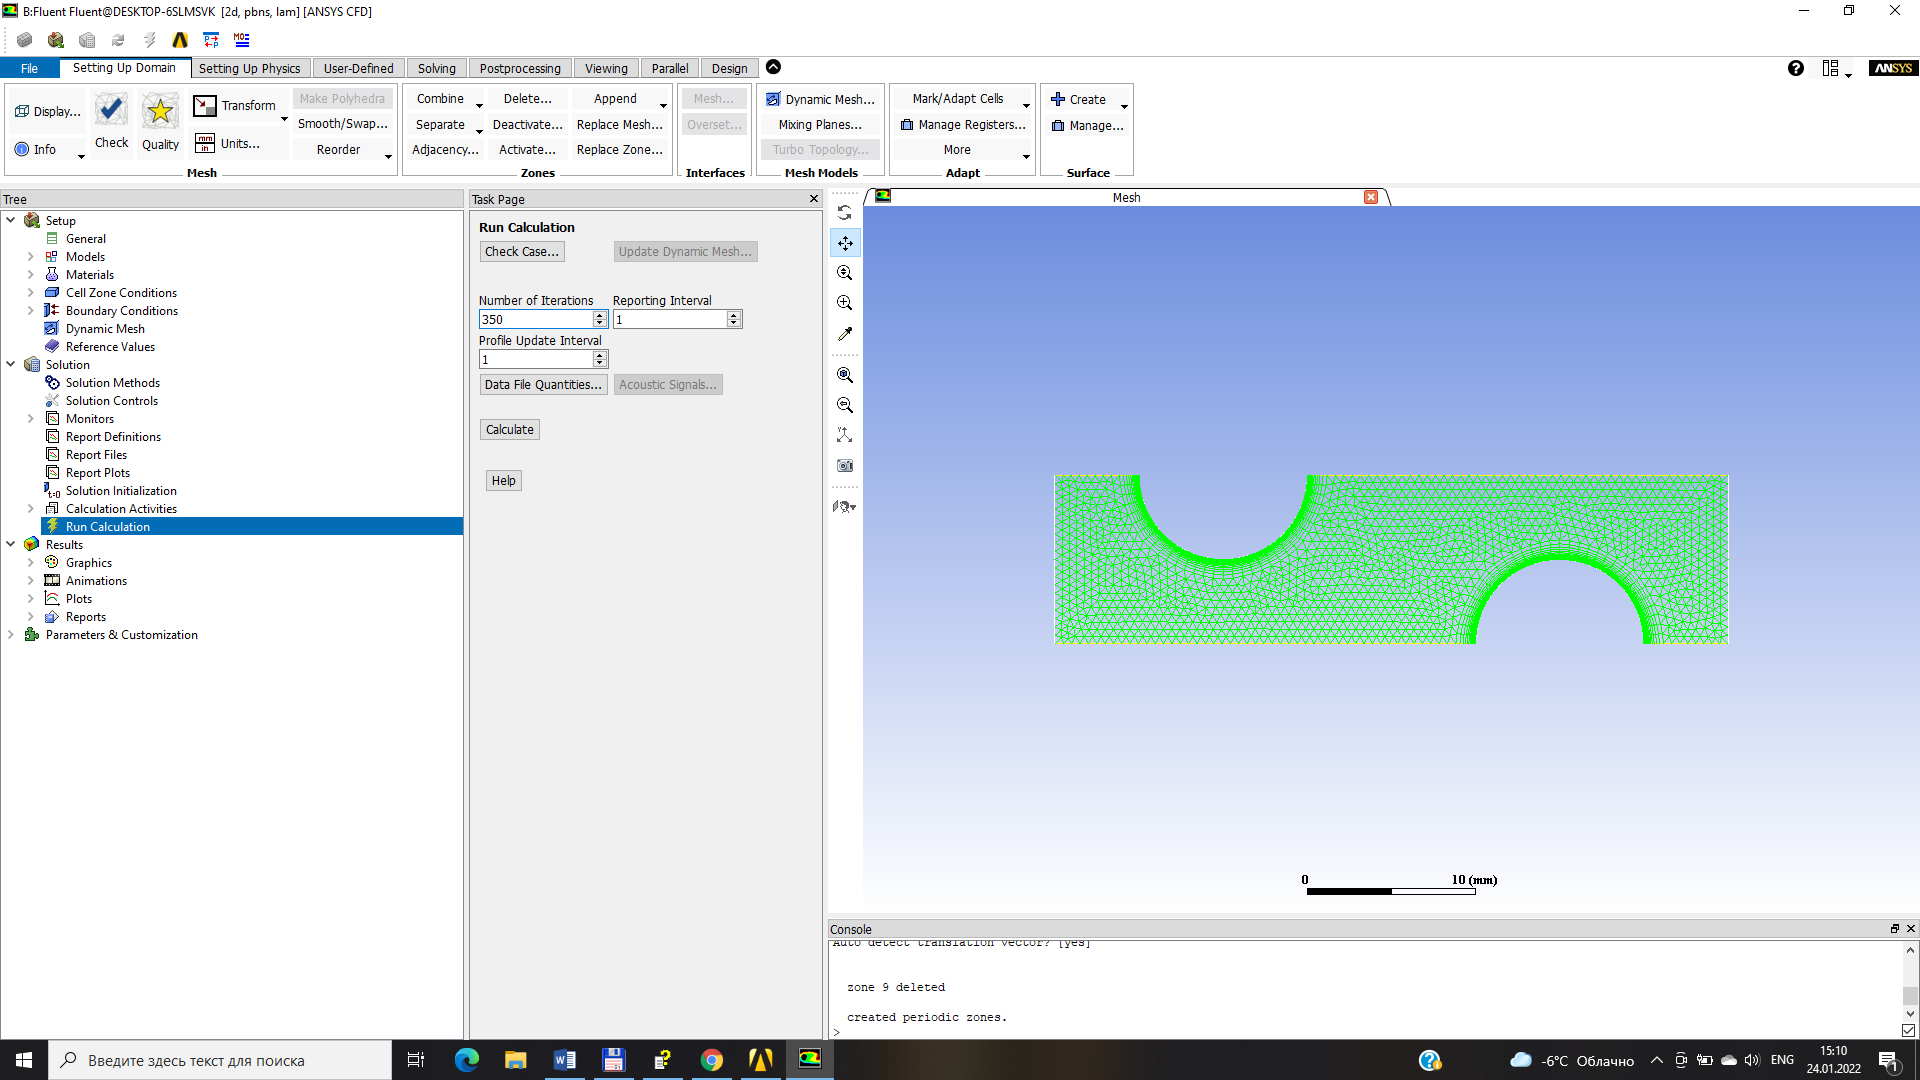 B:Fluent Fluent@DESKTOP-6SLMSVK [2d, pbns, lam] [ANSYS CFD]
File Setting Up Domain Setting Up Physics User-Defined Solving Postprocessing Viewing Parallel Design ANSYS
Display... Check Quality Transform Make Polyhedra
Smooth/Swap...
Info Units... Reorder
Mesh
Combine Delete... Append
Separate Deactivate... Replace Mesh...
Adjacency... Activate... Replace Zone...
Zones
Mesh...
Overset...
Interfaces
Dynamic Mesh...
Mixing Planes...
Turbo Topology...
Mesh Models
Mark/Adapt Cells
Manage Registers...
More
Adapt
Create
Manage...
Surface
Tree
Setup
General
Models
Materials
Cell Zone Conditions
Boundary Conditions
Dynamic Mesh
Reference Values
Solution
Solution Methods
Solution Controls
Monitors
Report Definitions
Report Files
Report Plots
Solution Initialization
Calculation Activities
Run Calculation
Results
Graphics
Animations
Plots
Reports
Parameters & Customization
Task Page
Run Calculation
Check Case... Update Dynamic Mesh...
Number of Iterations Reporting Interval
350 1
Profile Update Interval
1
Data File Quantities... Acoustic Signals...
Calculate
Help
Mesh
0 10 (mm)
Console
Auto detect translation vector? [yes]
zone 9 deleted
created periodic zones.
>
Введите здесь текст для поиска
-6°C Облачно
ENG
15:10
24.01.2022
1